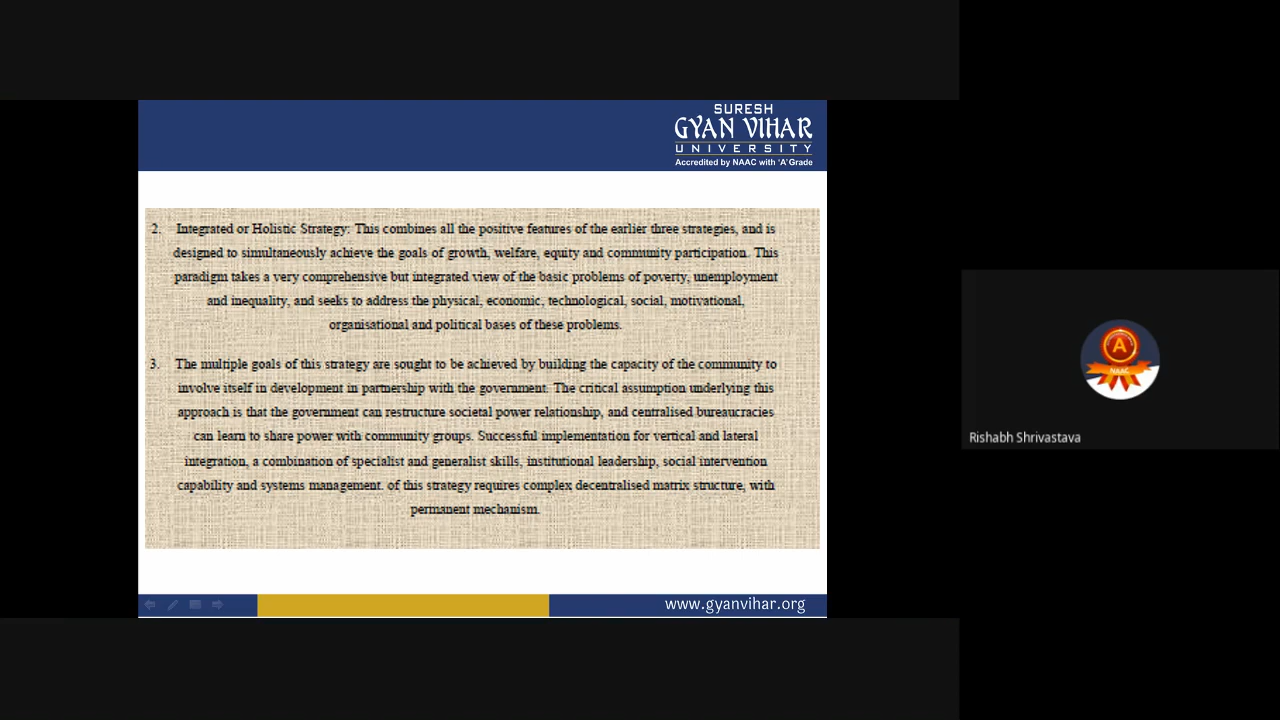 SURESH
GYAN VIHAR
UNIVERSITY
Accredited by NAAC with 'A' Grade
2. Integrated or Holistic Strategy: This combines all the positive features of the earlier three strategies, and is
designed to simultaneously achieve the goals of growth, welfare, equity and community participation. This
paradigm takes a very comprehensive but integrated view of the basic problems of poverty, unemployment
and inequality, and seeks to address the physical, economic, technological, social, motivational,
organisational and political bases of these problems.
3. The multiple goals of this strategy are sought to be achieved by building the capacity of the community to
involve itself in development in partnership with the government. The critical assumption underlying this
approach is that the government can restructure societal power relationship, and centralised bureaucracies
can learn to share power with community groups. Successful implementation for vertical and lateral
integration, a combination of specialist and generalist skills, institutional leadership, social intervention
capability and systems management. of this strategy requires complex decentralised matrix structure, with
permanent mechanism.
www.gyanvihar.org
A
NAAC
Rishabh Shrivastava